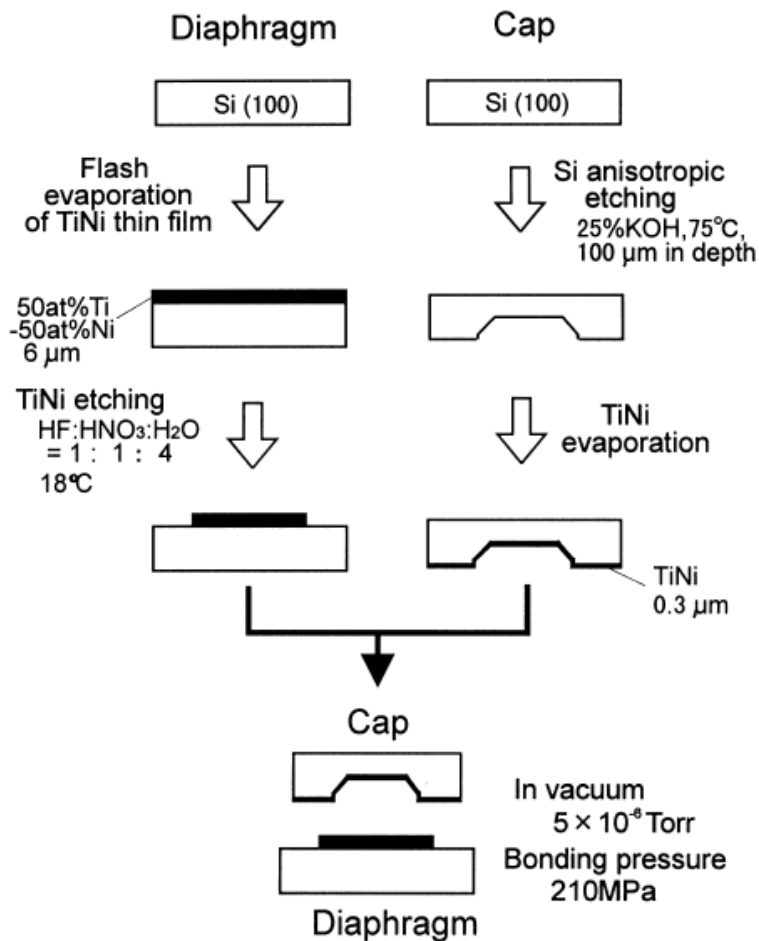 Diaphragm
Cap
Si (100)
Si (100)
Flash
evaporation
of TiNi thin film
Si anisotropic
etching
25%KOH,75℃,
100 μm in depth
50at%Ti
-50at%Ni
6 μm
TiNi etching
HF:HNO₃:H₂O
= 1 : 1 : 4
18℃
TiNi
evaporation
TiNi
0.3 μm
Cap
In vacuum
5 × 10⁻⁶ Torr
Bonding pressure
210MPa
Diaphragm